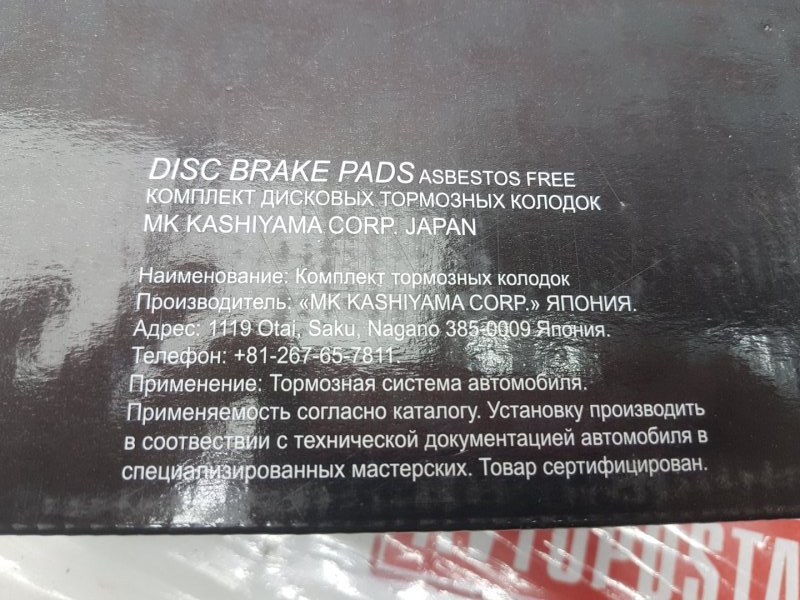 DISC BRAKE PADS ASBESTOS FREE
КОМПЛЕКТ ДИСКОВЫХ ТОРМОЗНЫХ КОЛОДОК
MK KASHIYAMA CORP. JAPAN
Наименование: Комплект тормозных колодок
Производитель: «MK KASHIYAMA CORP.» ЯПОНИЯ.
Адрес: 1119 Otai, Saku, Nagano 385-0009 Япония.
Телефон: +81-267-65-7811.
Применение: Тормозная система автомобиля.
Применяемость согласно каталогу. Установку производить
в соотвествии с технической документацией автомобиля в
специализированных мастерских. Товар сертифицирован.